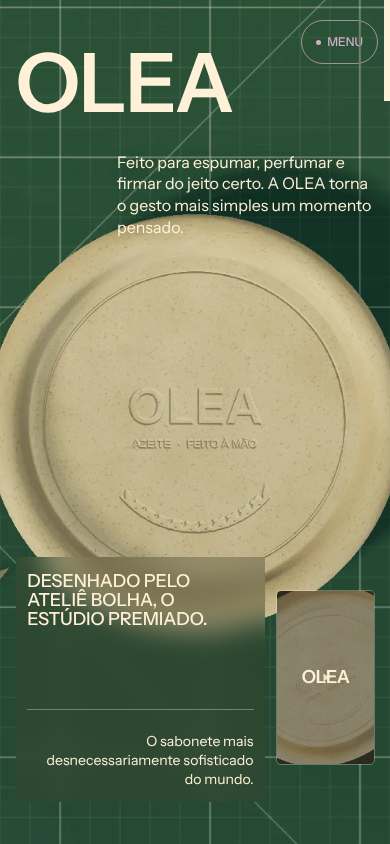 OLEA
MENU
Feito para espumar, perfumar e
firmar do jeito certo. A OLEA torna
o gesto mais simples um momento
pensado.
OLEA
AZEITE · FEITO À MÃO
DESENHADO PELO
ATELIÊ BOLHA, O
ESTÚDIO PREMIADO.
OLEA
O sabonete mais
desnecessariamente sofisticado
do mundo.